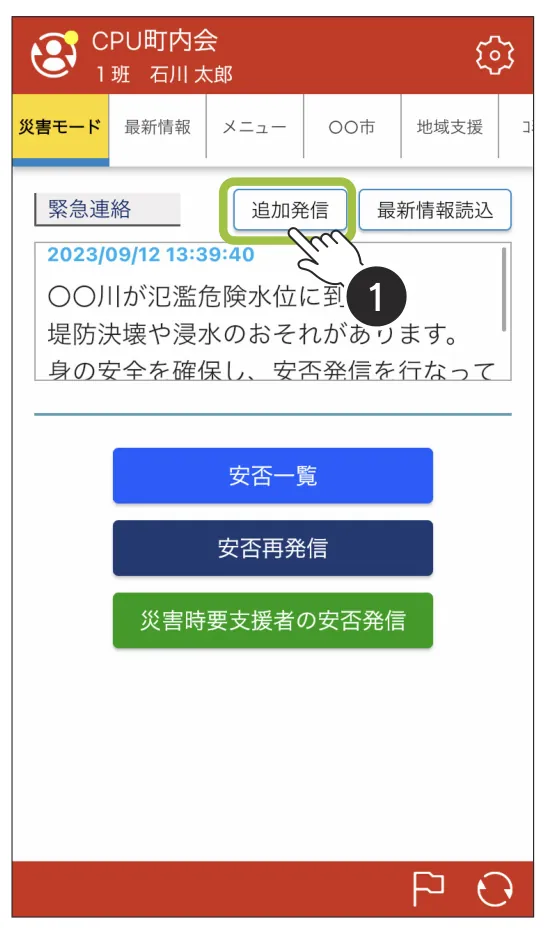 CPU町内会
1班 石川 太郎
災害モード 最新情報 メニュー 〇〇市 地域支援
緊急連絡 追加発信 最新情報読込
2023/09/12 13:39:40
〇〇川が氾濫危険水位に到
1
堤防決壊や浸水のおそれがあります。
身の安全を確保し、安否発信を行なって
安否一覧
安否再発信
災害時要支援者の安否発信